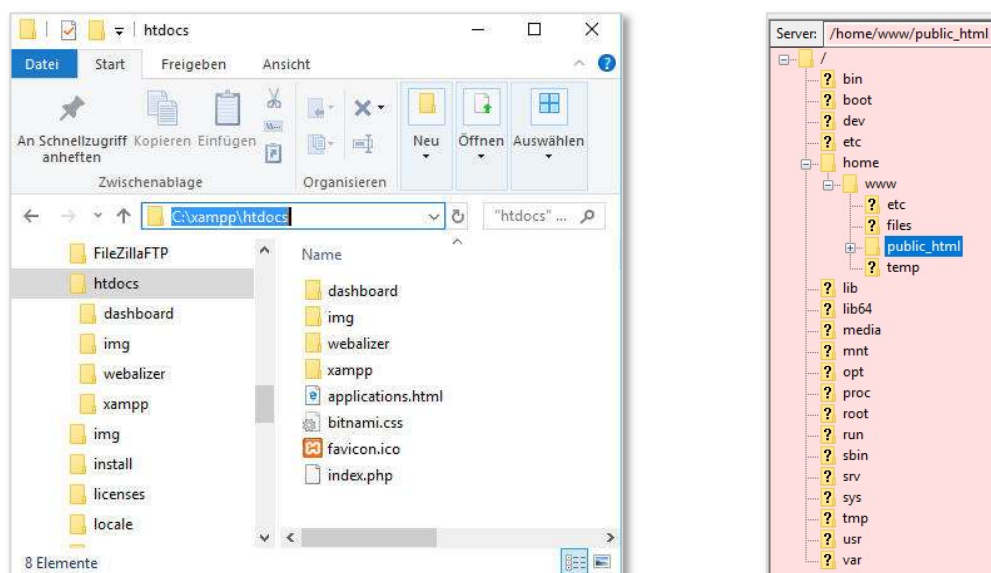 htdocs
Datei Start Freigeben Ansicht
An Schnellzugriff anheften
Kopieren
Einfügen
Neu
Öffnen
Auswählen
Zwischenablage
Organisieren
C:\xampp\htdocs
"htdocs" ...
FileZillaFTP
htdocs
dashboard
img
webalizer
xampp
img
install
licenses
locale
Name
dashboard
img
webalizer
xampp
applications.html
bitnami.css
favicon.ico
index.php
8 Elemente
Server: /home/www/public_html
/
? bin
? boot
? dev
? etc
home
www
? etc
? files
public_html
? temp
? lib
? lib64
? media
? mnt
? opt
? proc
? root
? run
? sbin
? srv
? sys
? tmp
? usr
? var